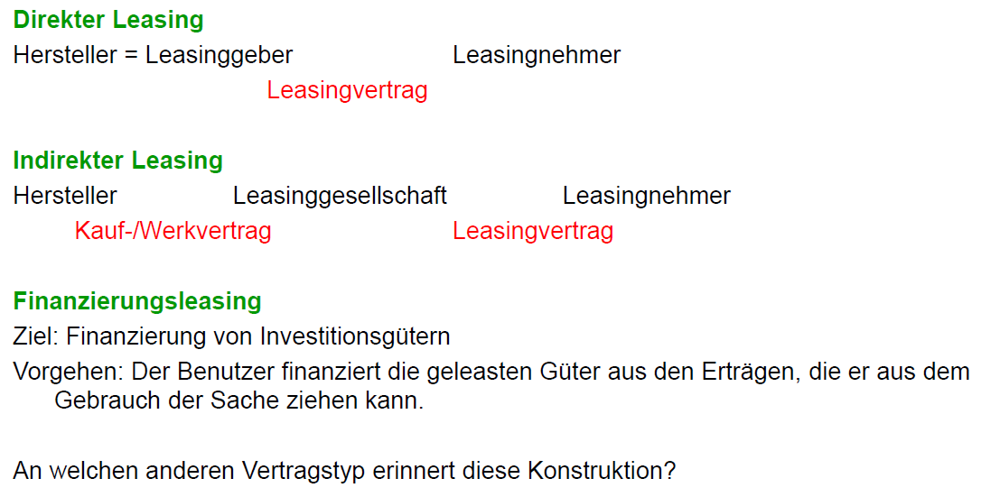 Direkter Leasing
Hersteller = Leasinggeber Leasingnehmer
Leasingvertrag
Indirekter Leasing
Hersteller Leasinggesellschaft Leasingnehmer
Kauf-/Werkvertrag Leasingvertrag
Finanzierungsleasing
Ziel: Finanzierung von Investitionsgütern
Vorgehen: Der Benutzer finanziert die geleasten Güter aus den Erträgen, die er aus dem
Gebrauch der Sache ziehen kann.
An welchen anderen Vertragstyp erinnert diese Konstruktion?